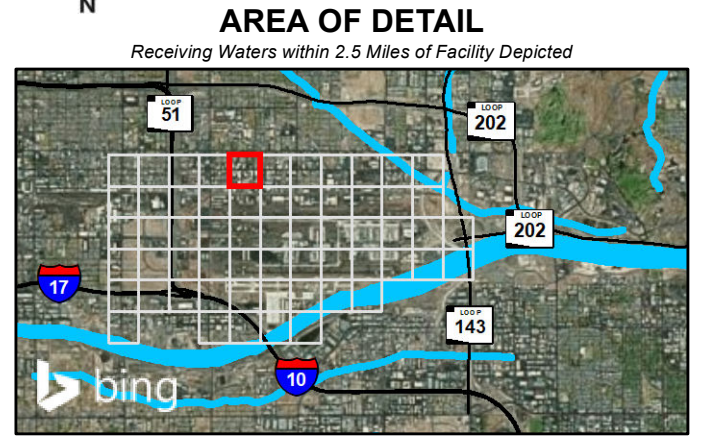 N
AREA OF DETAIL
Receiving Waters within 2.5 Miles of Facility Depicted
LOOP
51
LOOP
202
LOOP
202
17
LOOP
143
10
bing